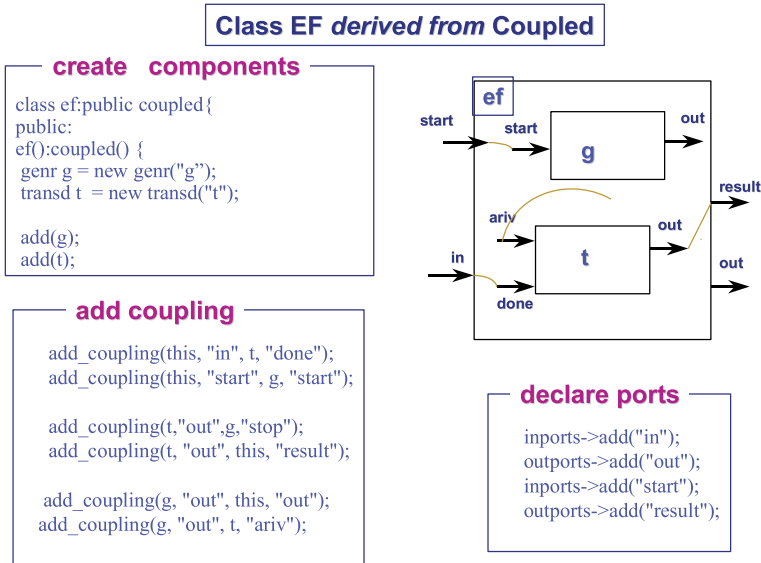 Class EF derived from Coupled
create components
class ef:public coupled{
public:
ef():coupled() {
genr g = new genr("g”);
transd t = new transd("t");
add(g);
add(t);
add coupling
add_coupling(this, "in", t, "done");
add_coupling(this, "start", g, "start");
add_coupling(t,"out",g,"stop");
add_coupling(t, "out", this, "result");
add_coupling(g, "out", this, "out");
add_coupling(g, "out", t, "ariv");
ef
start
start
g
out
result
ariv
out
in
t
out
done
declare ports
inports->add("in");
outports->add("out");
inports->add("start");
outports->add("result");